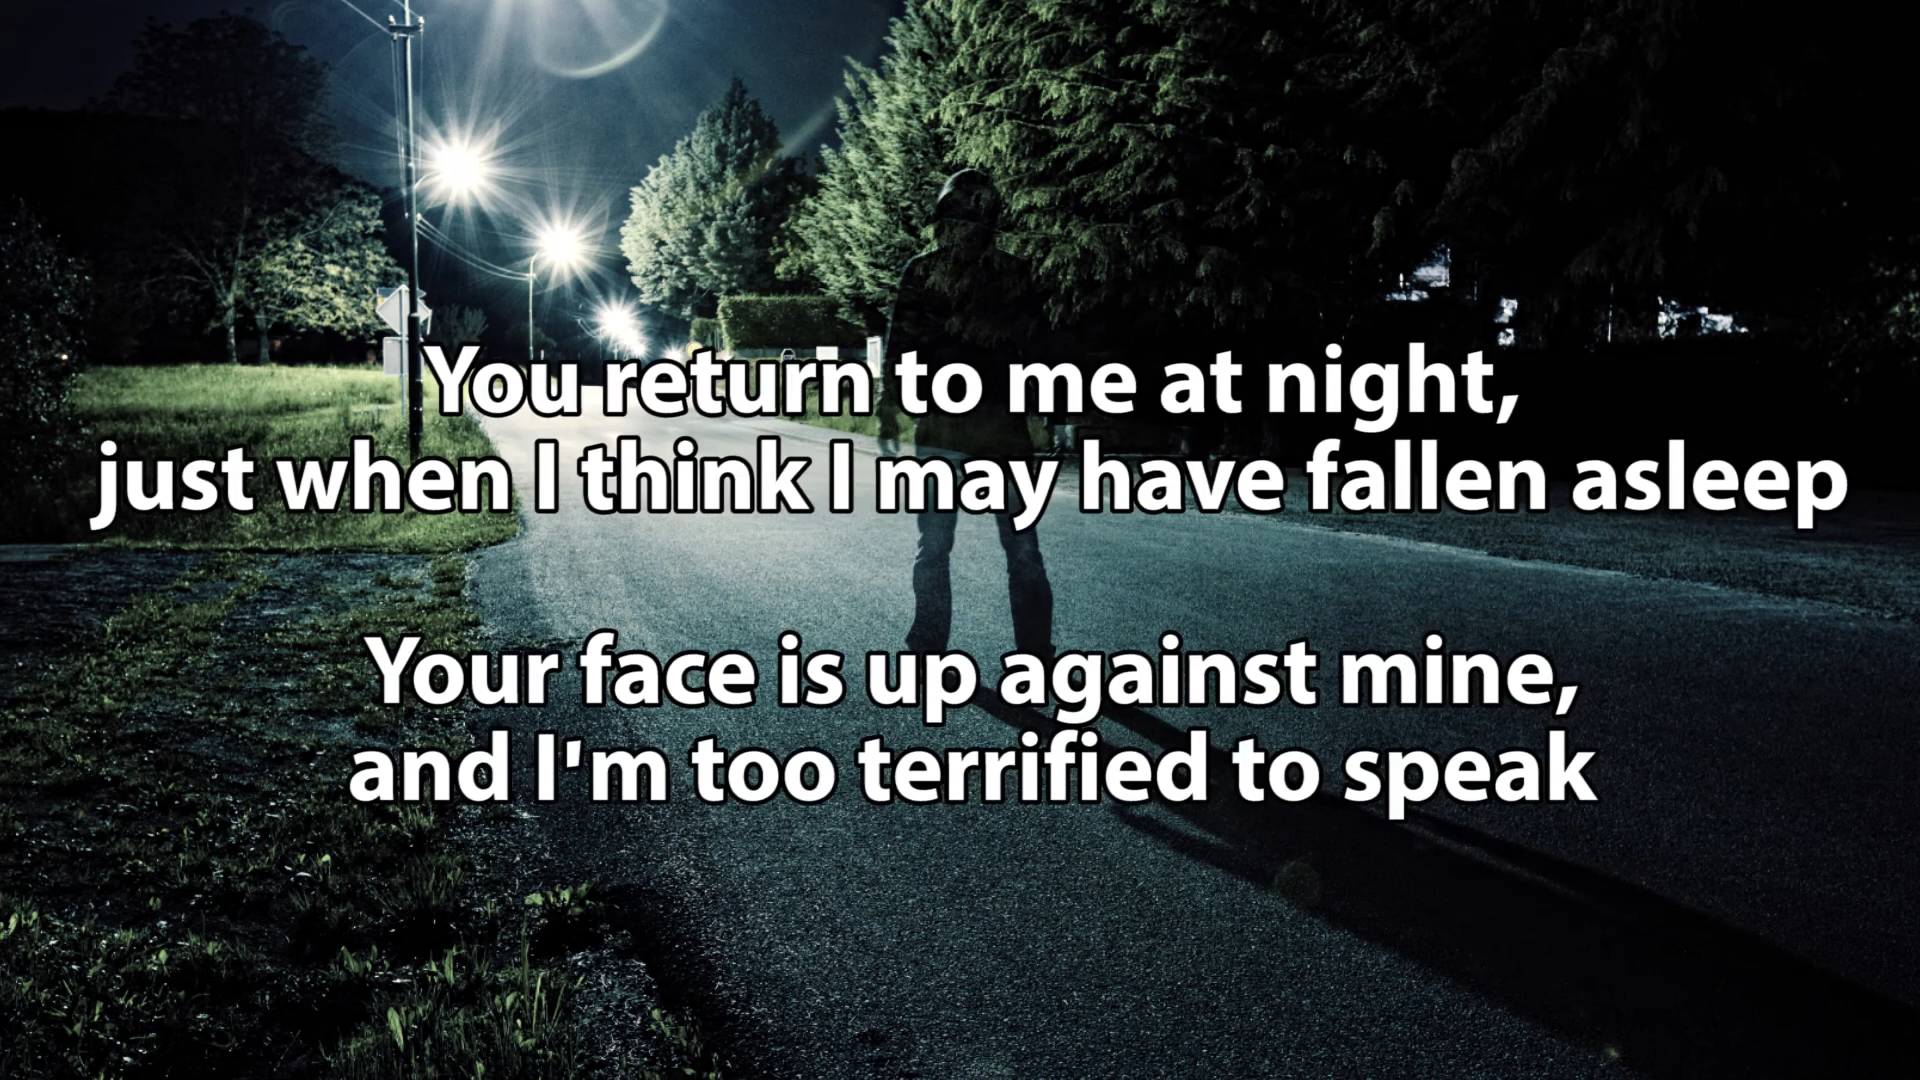 You return to me at night,
just when I think I may have fallen asleep
Your face is up against mine,
and I'm too terrified to speak